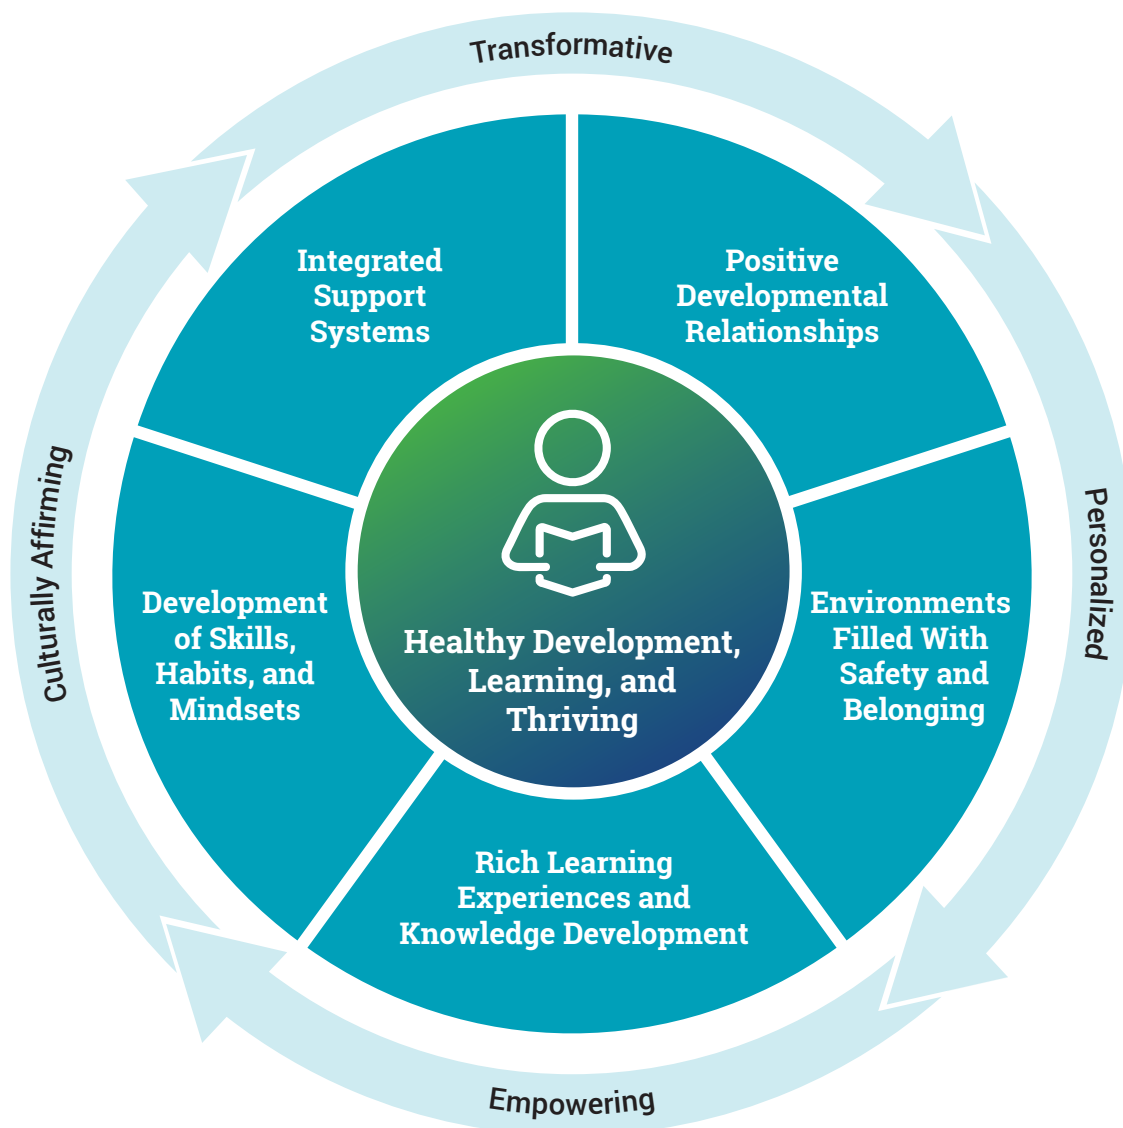 Transformative
Integrated
Support
Systems
Positive
Developmental
Relationships
Culturally Affirming
Personalized
Development
of Skills,
Habits, and
Mindsets
Healthy Development,
Learning, and
Thriving
Environments
Filled With
Safety and
Belonging
Rich Learning
Experiences and
Knowledge Development
Empowering